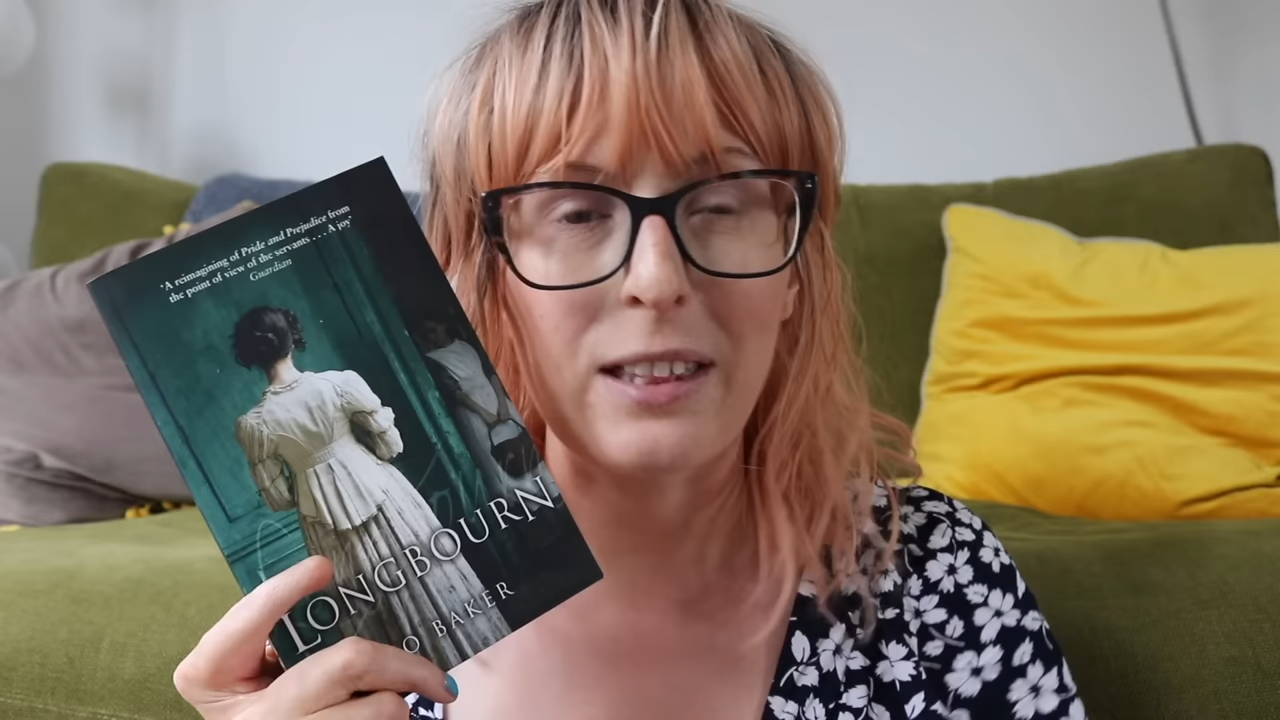 'A reimagining of Pride and Prejudice from
the point of view of the servants . . . A joy'
Guardian
LONGBOURN
O BAKER